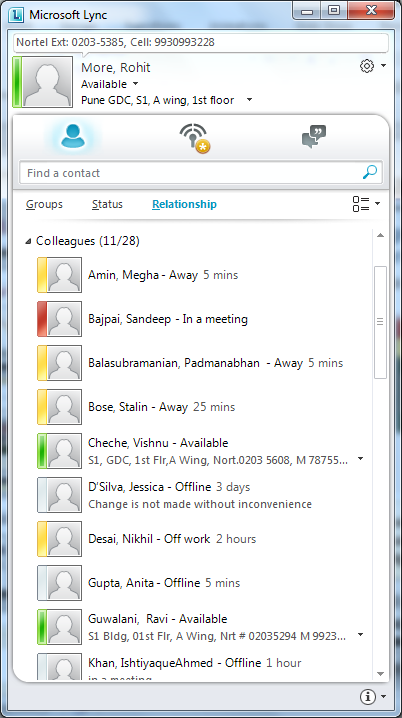 Microsoft Lync
Nortel Ext: 0203-5385, Cell: 9930993228
More, Rohit
Available
Pune GDC, S1, A wing, 1st floor
Find a contact
Groups Status Relationship
Colleagues (11/28)
Amin, Megha - Away 5 mins
Bajpai, Sandeep - In a meeting
Balasubramanian, Padmanabhan - Away 5 mins
Bose, Stalin - Away 25 mins
Cheche, Vishnu - Available
S1, GDC, 1st Flr,A Wing, Nort.0203 5608, M 78755...
D'Silva, Jessica - Offline 3 days
Change is not made without inconvenience
Desai, Nikhil - Off work 2 hours
Gupta, Anita - Offline 5 mins
Guwalani, Ravi - Available
S1 Bldg, 01st Flr, A Wing, Nrt # 02035294 M 9923...
Khan, IshtiyaqueAhmed - Offline 1 hour
in a meeting